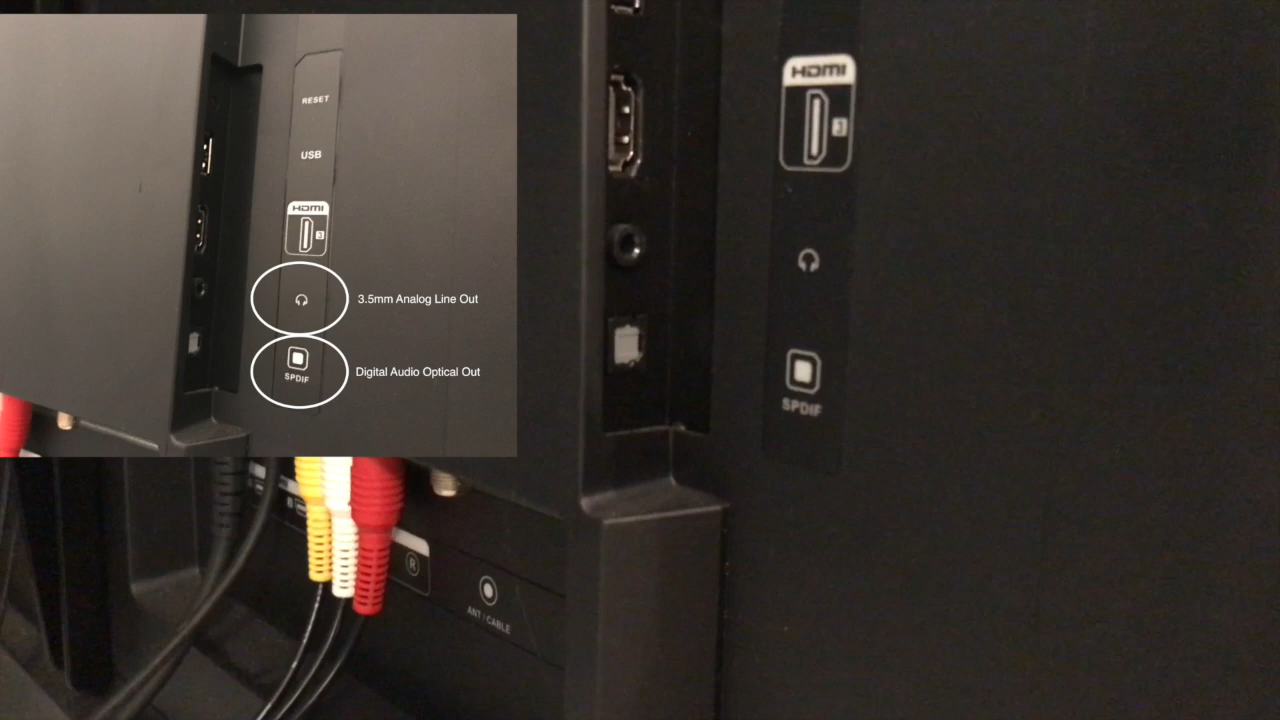 RESET
USB
HDMI
3
3.5mm Analog Line Out
SPDIF
Digital Audio Optical Out
HDMI
3
SPDIF
R
ANT / CABLE